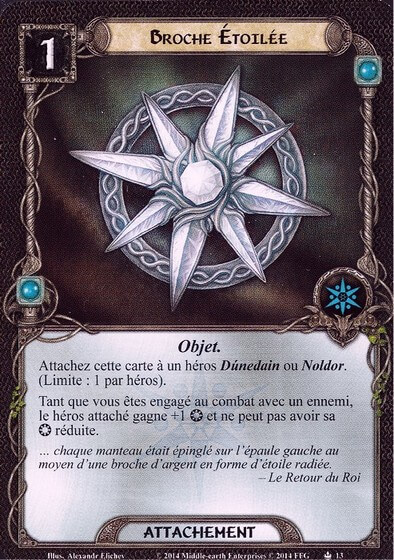 1
Broche Étoilée
Objet.
Attachez cette carte à un héros Dúnedain ou Noldor.
(Limite : 1 par héros).
Tant que vous êtes engagé au combat avec un ennemi,
le héros attaché gagne +1 et ne peut pas avoir sa
réduite.
... chaque manteau était épinglé sur l'épaule gauche au
moyen d'une broche d'argent en forme d'étoile radiée.
– Le Retour du Roi
Attachement
Illus. Alexandr Elichev © 2014 Middle-earth Enterprises © 2014 FFG 13